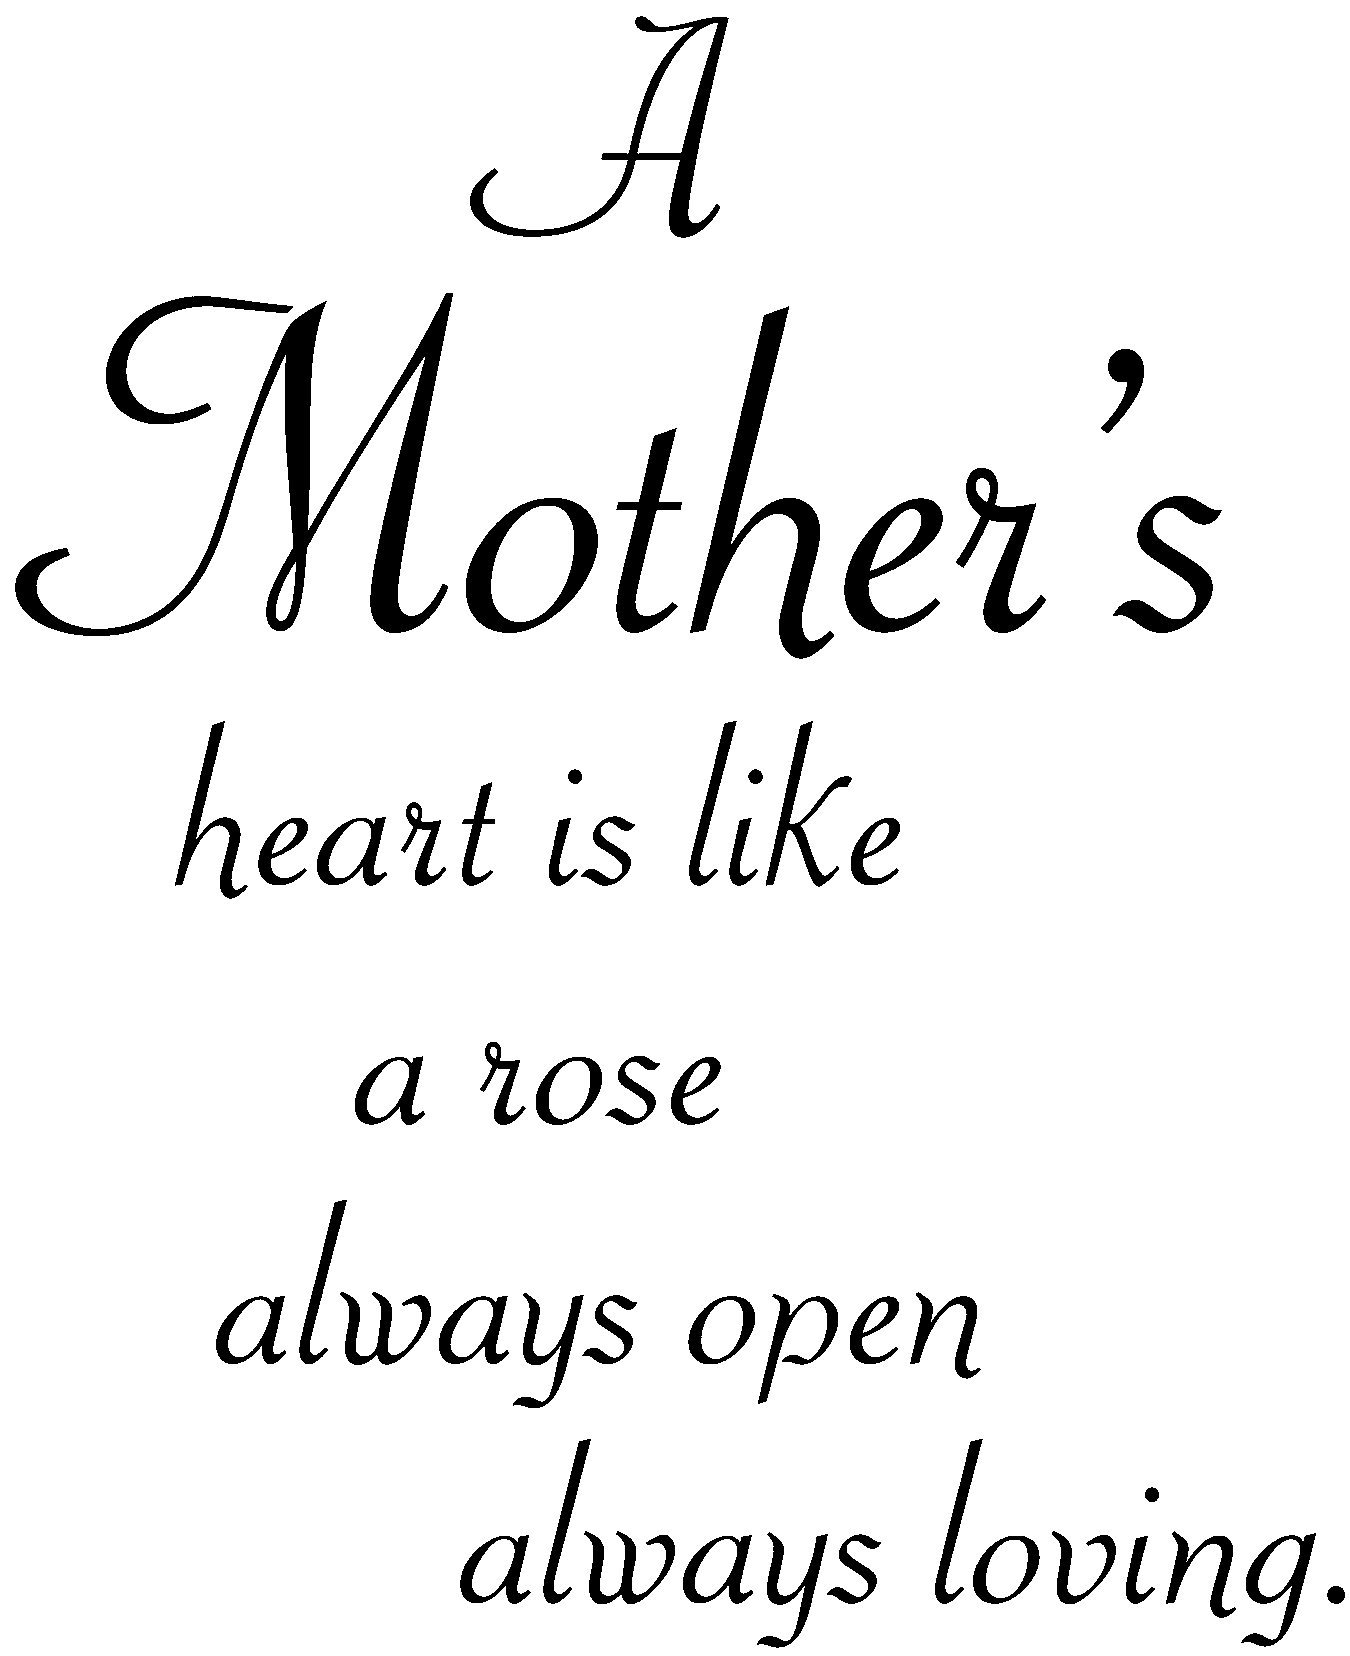 A
Mother’s
heart is like
a rose
always open
always loving.